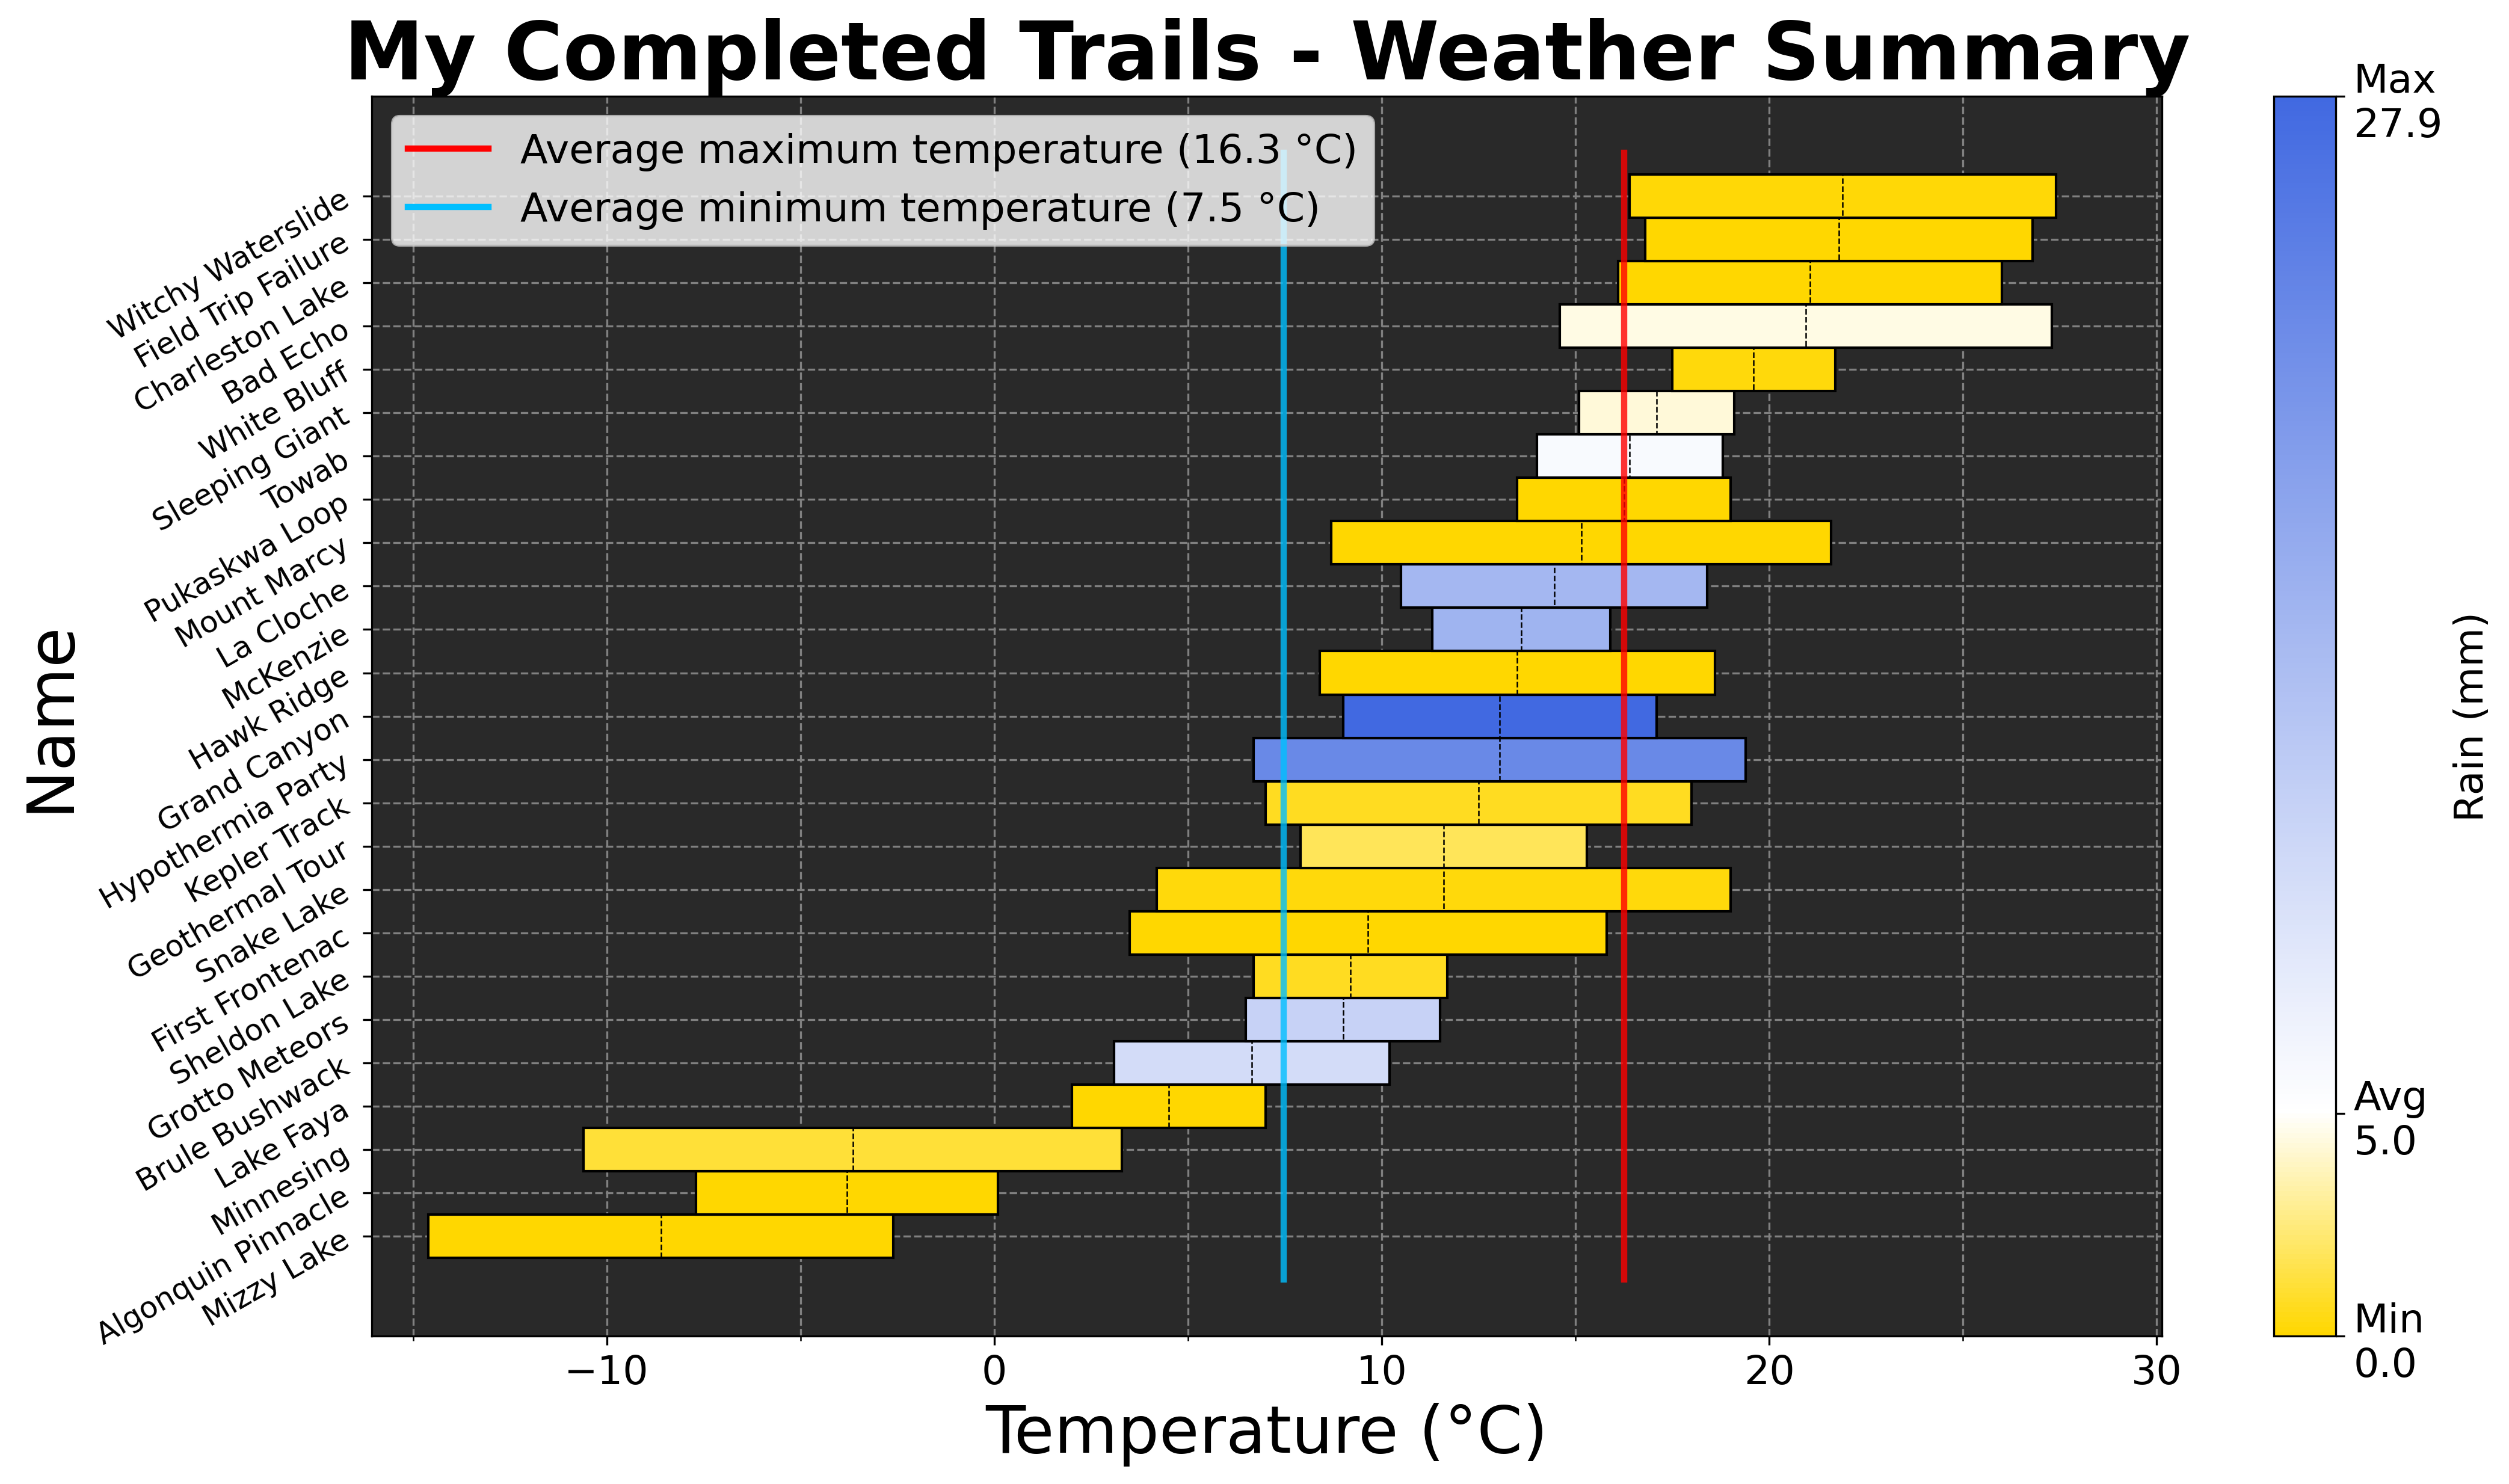 My Completed Trails - Weather Summary
Average maximum temperature (16.3 °C)
Average minimum temperature (7.5 °C)
Name
Witchy Waterslide
Field Trip Failure
Charleston Lake
Bad Echo
White Bluff
Sleeping Giant
Towab
Pukaskwa Loop
Mount Marcy
La Cloche
McKenzie
Hawk Ridge
Grand Canyon
Hypothermia Party
Kepler Track
Geothermal Tour
Snake Lake
First Frontenac
Sheldon Lake
Grotto Meteors
Brule Bushwack
Lake Faya
Minnesing
Algonquin Pinnacle
Mizzy Lake
−10 0 10 20 30
Temperature (°C)
Max
27.9
Avg
5.0
Min
0.0
Rain (mm)